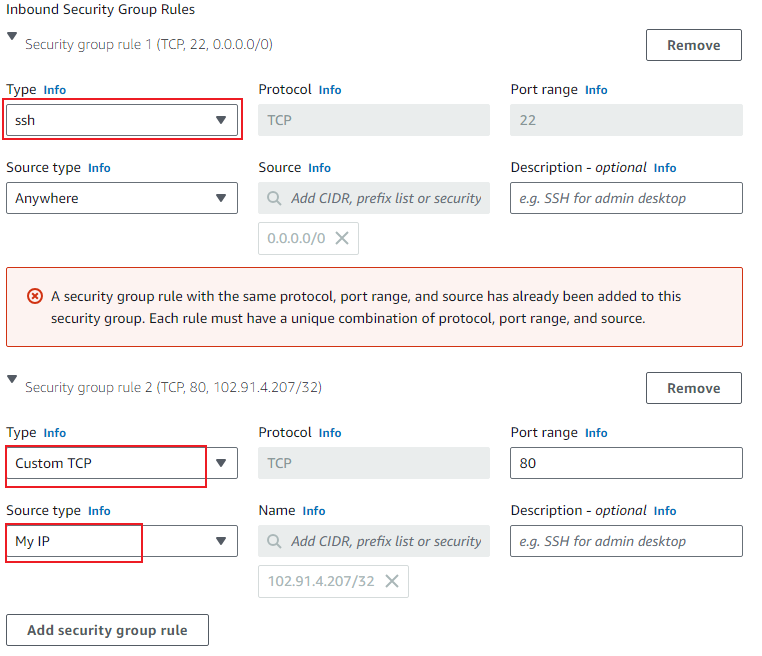 Inbound Security Group Rules
Security group rule 1 (TCP, 22, 0.0.0.0/0)
Remove
Type Info
Protocol Info
Port range Info
ssh
TCP
22
Source type Info
Source Info
Description - optional Info
Anywhere
Add CIDR, prefix list or security
e.g. SSH for admin desktop
0.0.0.0/0
A security group rule with the same protocol, port range, and source has already been added to this
security group. Each rule must have a unique combination of protocol, port range, and source.
Security group rule 2 (TCP, 80, 102.91.4.207/32)
Remove
Type Info
Protocol Info
Port range Info
Custom TCP
TCP
80
Source type Info
Name Info
Description - optional Info
My IP
Add CIDR, prefix list or security
e.g. SSH for admin desktop
102.91.4.207/32
Add security group rule